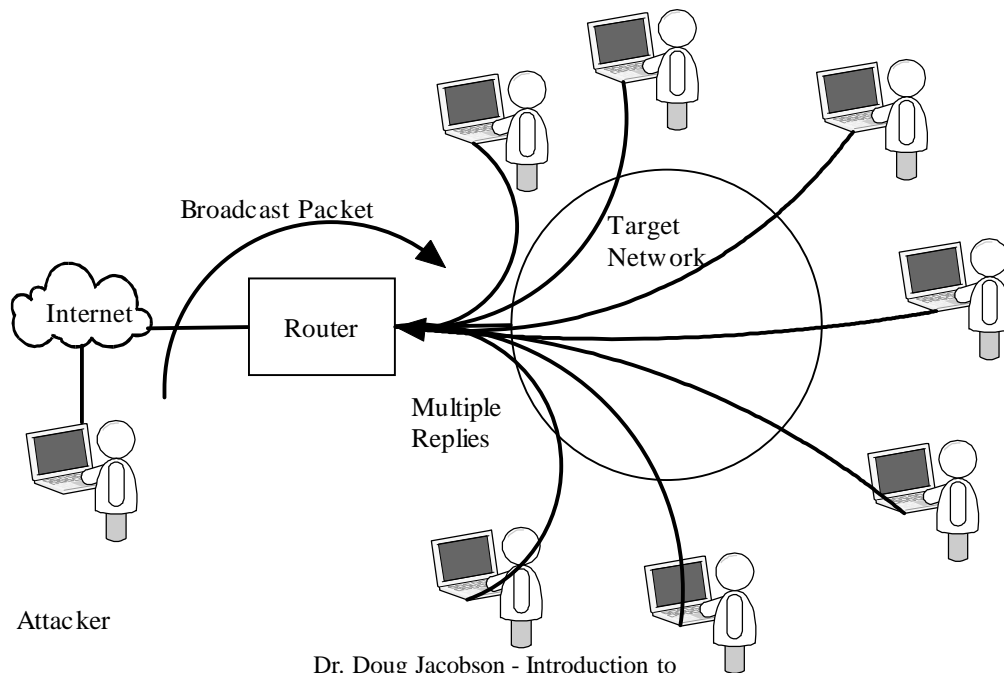 Broadcast Packet
Target
Network
Internet
Router
Multiple
Replies
Attacker
Dr. Doug Jacobson - Introduction to